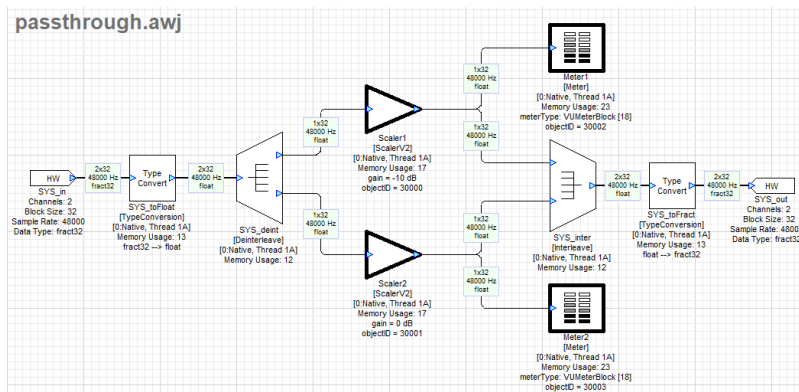 passthrough.awj
HW
SYS_in
Channels: 2
Block Size: 32
Sample Rate: 48000
Data Type: fract32
2x32
48000 Hz
fract32
Type
Convert
SYS_toFloat
[TypeConversion]
[0:Native, Thread 1A]
Memory Usage: 13
fract32 --> float
2x32
48000 Hz
float
SYS_deint
[Deinterleave]
[0:Native, Thread 1A]
Memory Usage: 12
1x32
48000 Hz
float
1x32
48000 Hz
float
Scaler1
[ScalerV2]
[0:Native, Thread 1A]
Memory Usage: 17
gain = -10 dB
objectID = 30000
Scaler2
[ScalerV2]
[0:Native, Thread 1A]
Memory Usage: 17
gain = 0 dB
objectID = 30001
1x32
48000 Hz
float
1x32
48000 Hz
float
1x32
48000 Hz
float
1x32
48000 Hz
float
Meter1
[Meter]
[0:Native, Thread 1A]
Memory Usage: 23
meterType: VUMeterBlock [18]
objectID = 30002
SYS_inter
[Interleave]
[0:Native, Thread 1A]
Memory Usage: 12
Meter2
[Meter]
[0:Native, Thread 1A]
Memory Usage: 23
meterType: VUMeterBlock [18]
objectID = 30003
2x32
48000 Hz
float
Type
Convert
SYS_toFract
[TypeConversion]
[0:Native, Thread 1A]
Memory Usage: 13
float --> fract32
2x32
48000 Hz
fract32
HW
SYS_out
Channels: 2
Block Size: 32
Sample Rate: 4800
Data Type: fract32